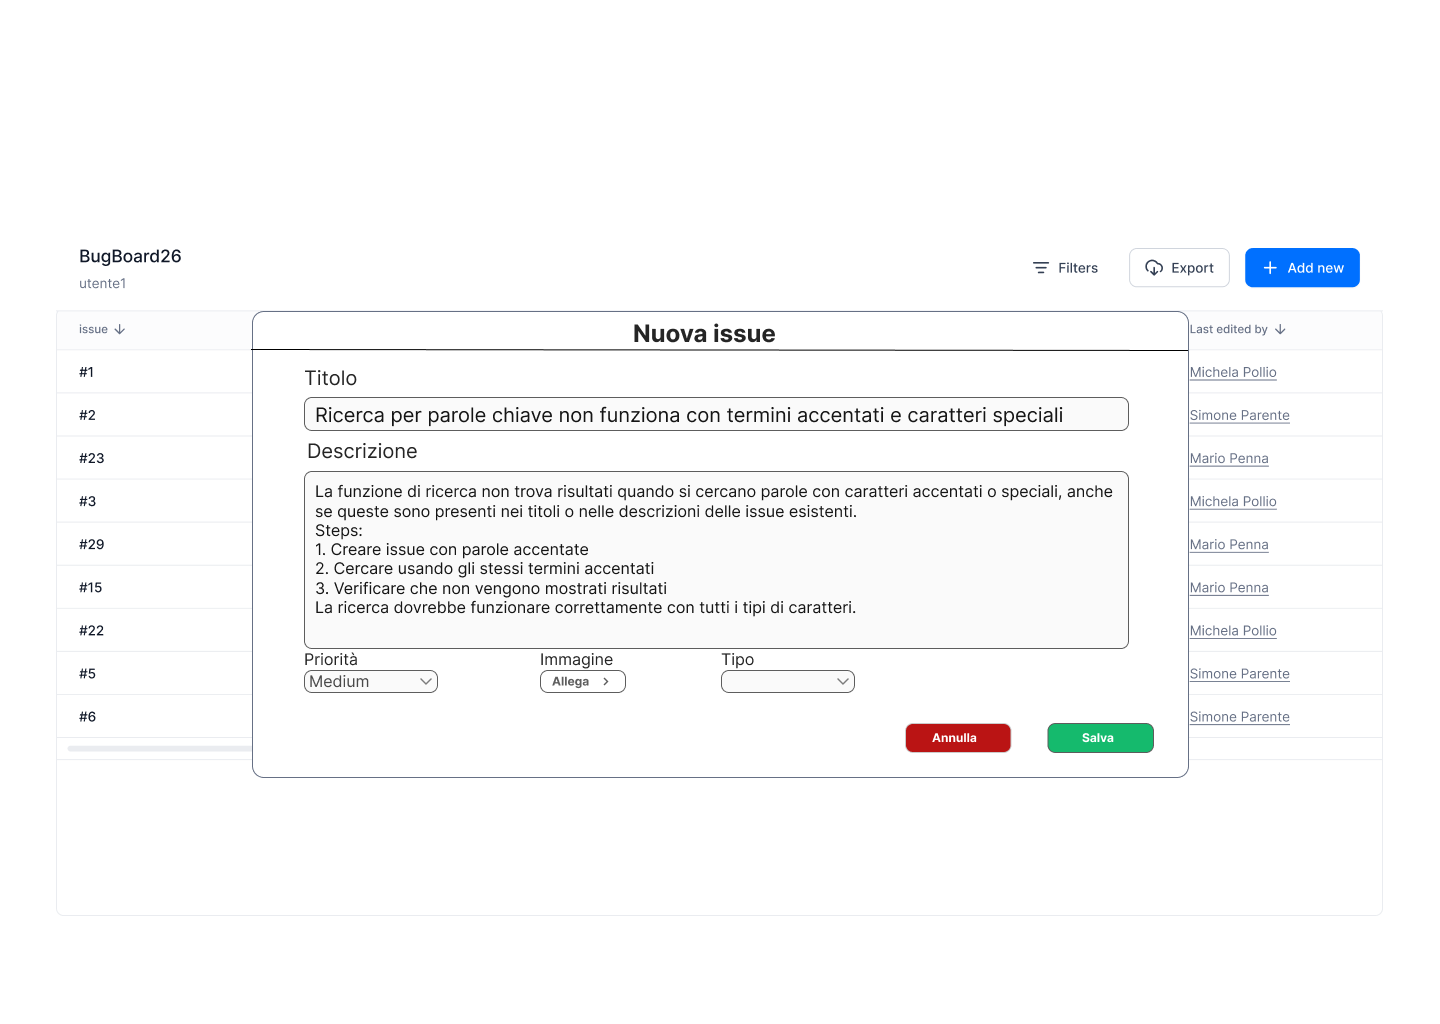 BugBoard26
utente1
Filters
Export
Add new
issue
Last edited by
Nuova issue
#1
Michela Pollio
#2
Simone Parente
#23
Mario Penna
#3
Michela Pollio
#29
Mario Penna
#15
Mario Penna
#22
Michela Pollio
#5
Simone Parente
#6
Simone Parente
Titolo
Ricerca per parole chiave non funziona con termini accentati e caratteri speciali
Descrizione
La funzione di ricerca non trova risultati quando si cercano parole con caratteri accentati o speciali, anche
se queste sono presenti nei titoli o nelle descrizioni delle issue esistenti.
Steps:
1. Creare issue con parole accentate
2. Cercare usando gli stessi termini accentati
3. Verificare che non vengono mostrati risultati
La ricerca dovrebbe funzionare correttamente con tutti i tipi di caratteri.
Priorità
Medium
Immagine
Allega
Tipo
Annulla
Salva